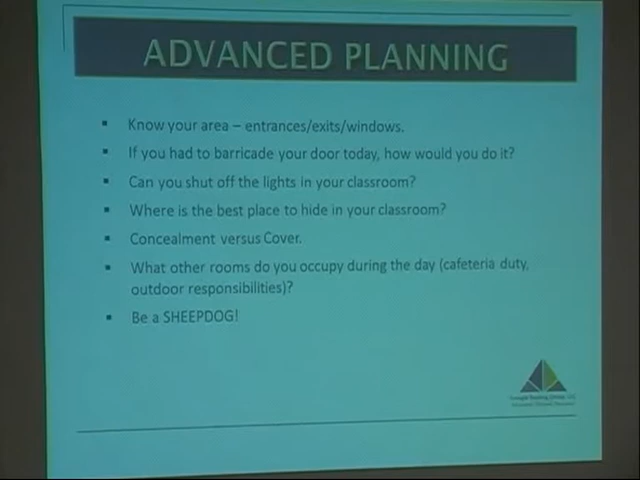 ADVANCED PLANNING
▪ Know your area – entrances/exits/windows.
▪ If you had to barricade your door today, how would you do it?
▪ Can you shut off the lights in your classroom?
▪ Where is the best place to hide in your classroom?
▪ Concealment versus Cover.
▪ What other rooms do you occupy during the day (cafeteria duty,
outdoor responsibilities)?
▪ Be a SHEEPDOG!